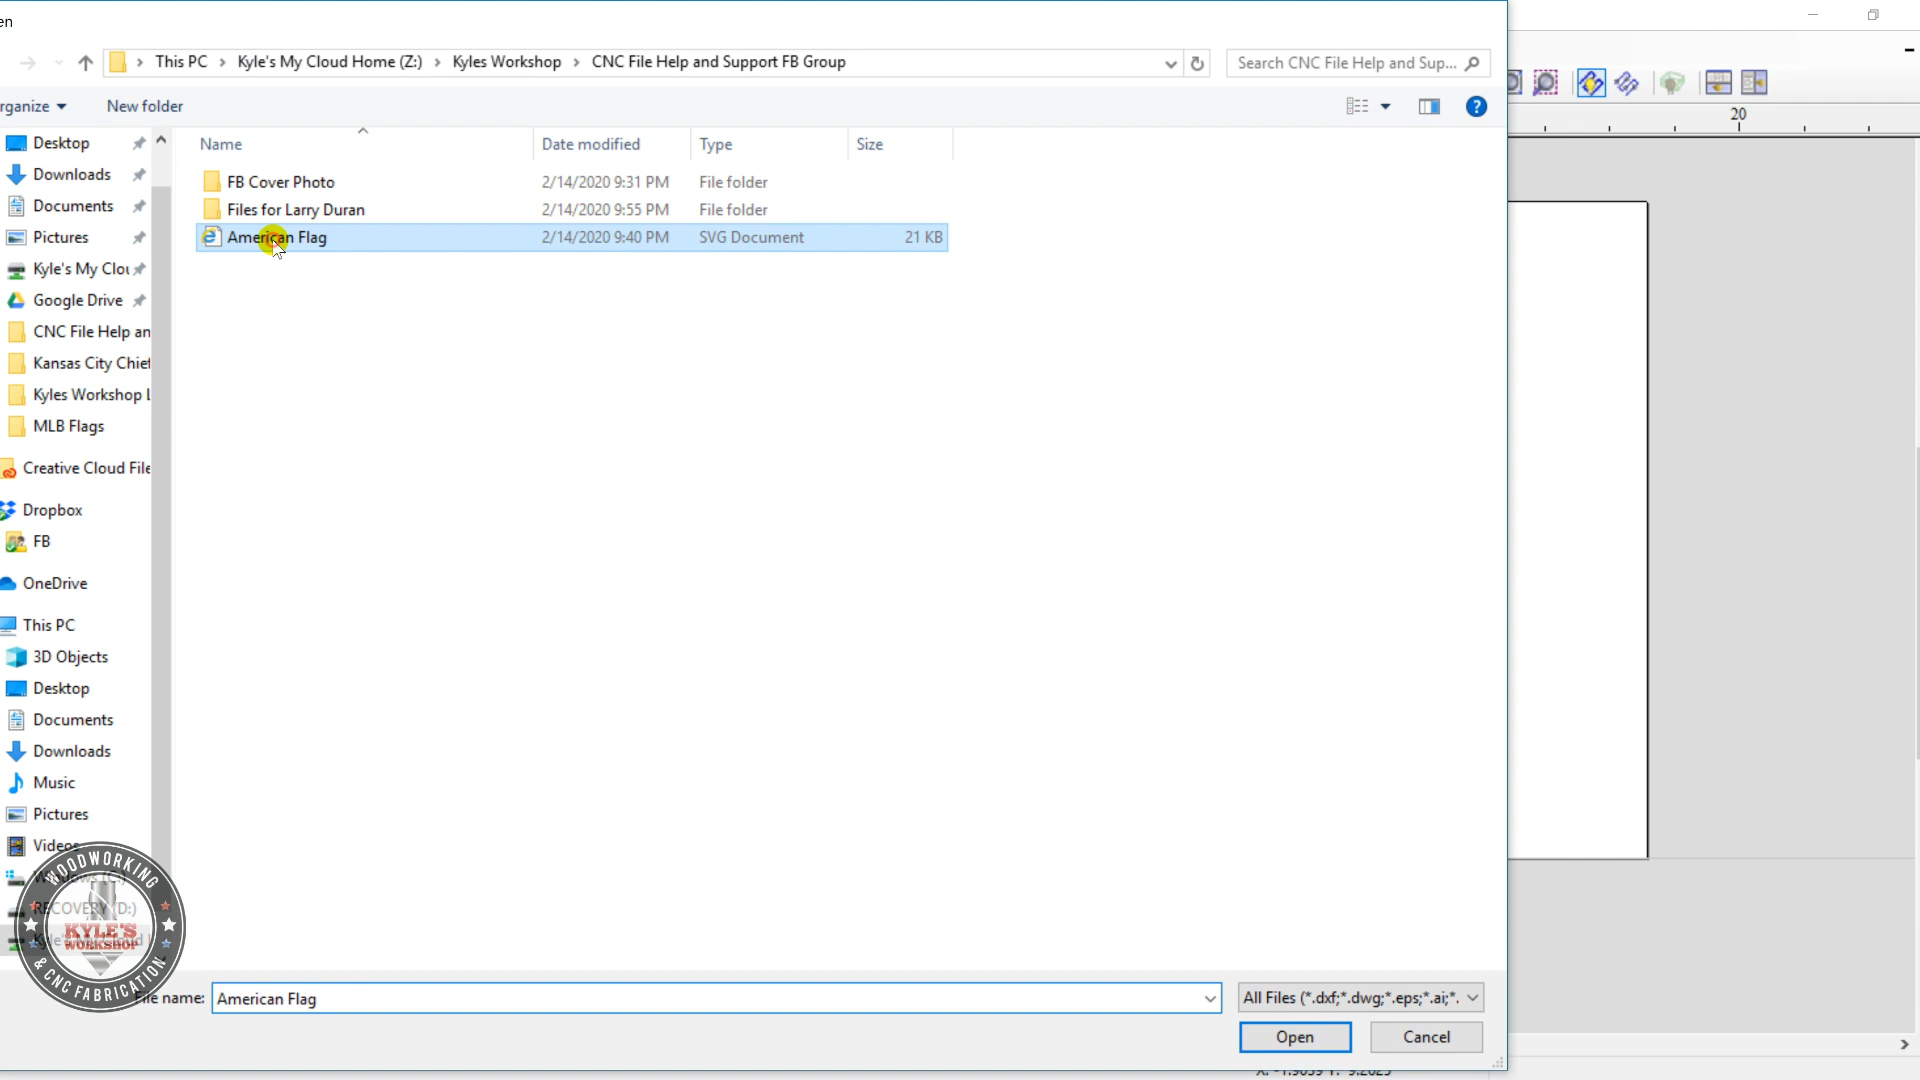 en
This PC › Kyle's My Cloud Home (Z:) › Kyles Workshop › CNC File Help and Support FB Group
Search CNC File Help and Sup...
rganize
New folder
20
Name
Date modified
Type
Size
FB Cover Photo 2/14/2020 9:31 PM File folder
Files for Larry Duran 2/14/2020 9:55 PM File folder
American Flag 2/14/2020 9:40 PM SVG Document 21 KB
Desktop
Downloads
Documents
Pictures
Kyle's My Clou
Google Drive
CNC File Help an
Kansas City Chief
Kyles Workshop L
MLB Flags
Creative Cloud File
Dropbox
FB
OneDrive
This PC
3D Objects
Desktop
Documents
Downloads
Music
Pictures
Videos
Windows (C:)
RECOVERY (D:)
WOODWORKING
KYLE'S
WORKSHOP
& CNC FABRICATION
File name:
American Flag
All Files (*.dxf;*.dwg;*.eps;*.ai;*.
Open
Cancel